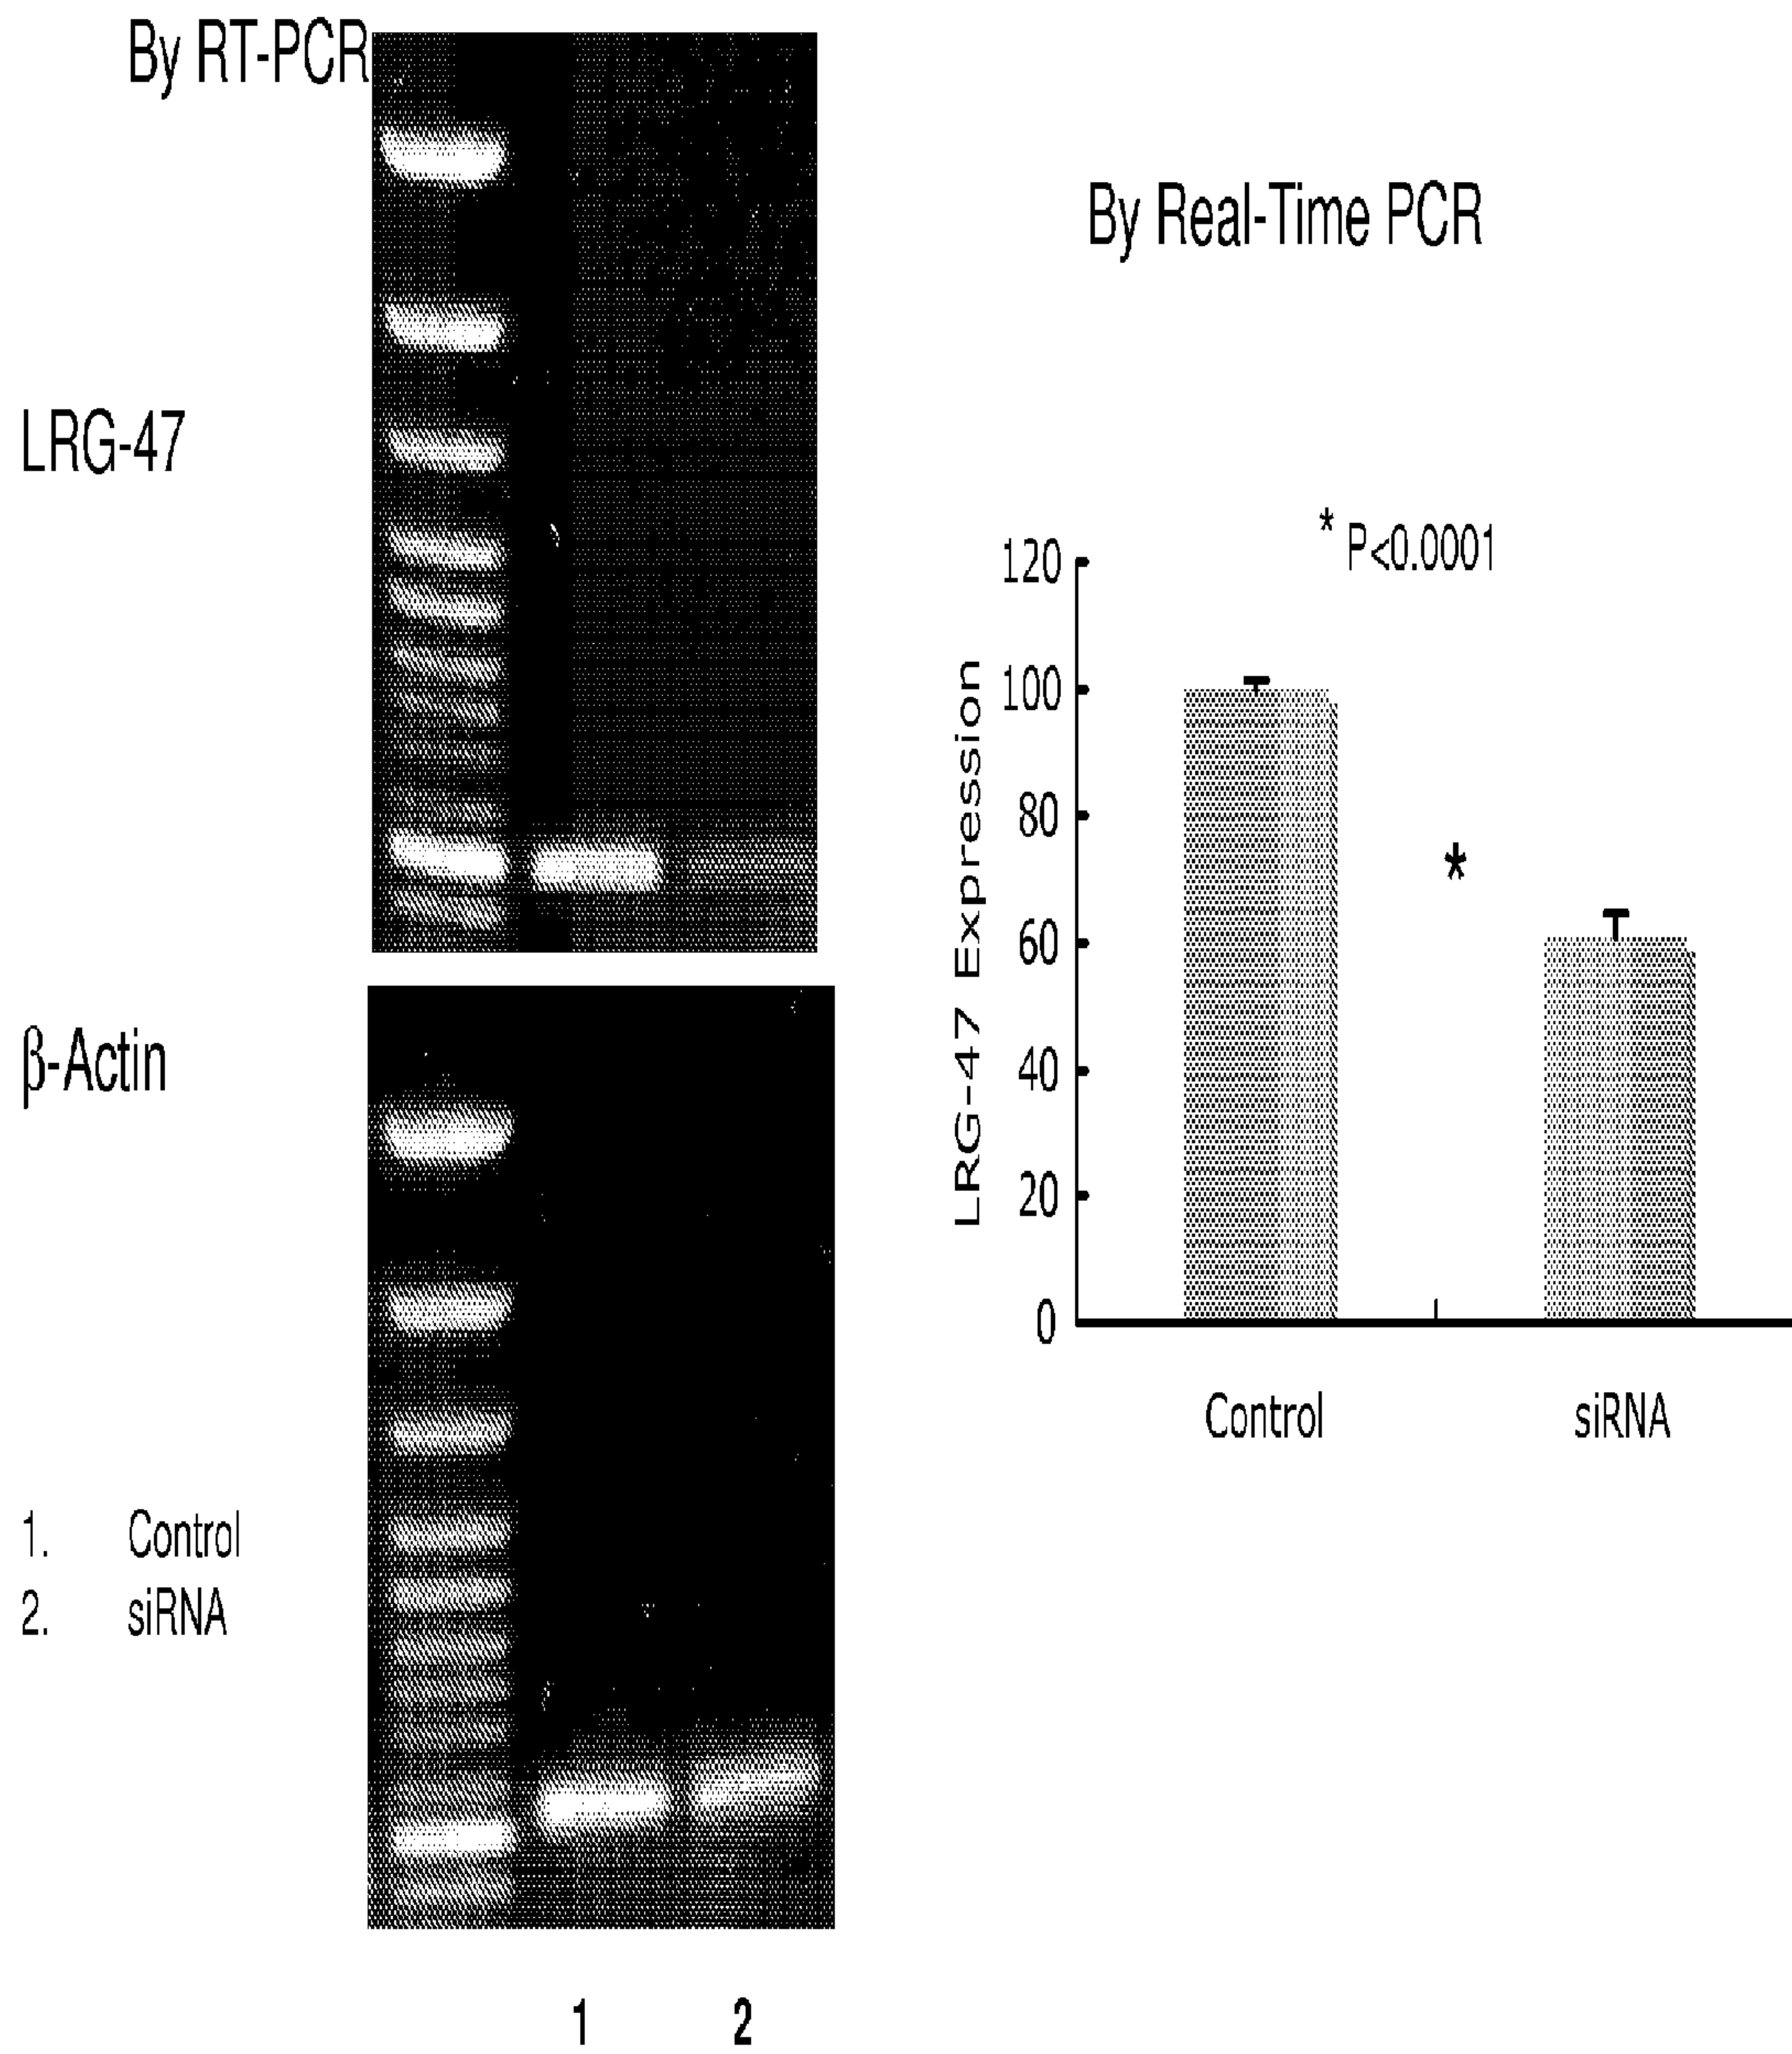 By RT-PCR
LRG-47
β-Actin
1. Control
2. siRNA
1 2
By Real-Time PCR
* P<0.0001
LRG-47 Expression
120
100
80
*
60
40
20
0
Control siRNA